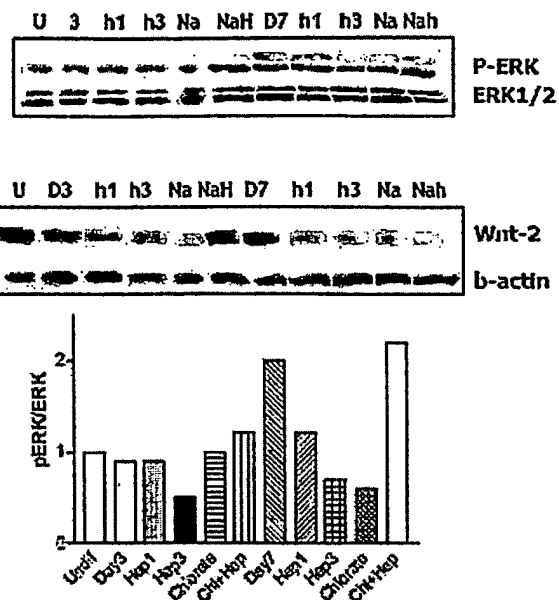 U 3 h1 h3 Na NaH D7 h1 h3 Na Nah
P-ERK
ERK1/2
U D3 h1 h3 Na NaH D7 h1 h3 Na Nah
Wnt-2
b-actin
pERK/ERK
2
1
0
Undif Day3 Hep1 Hep3 Chlorate Chl+Hep Day7 Hep1 Hep3 Chlorate Chl+Hep